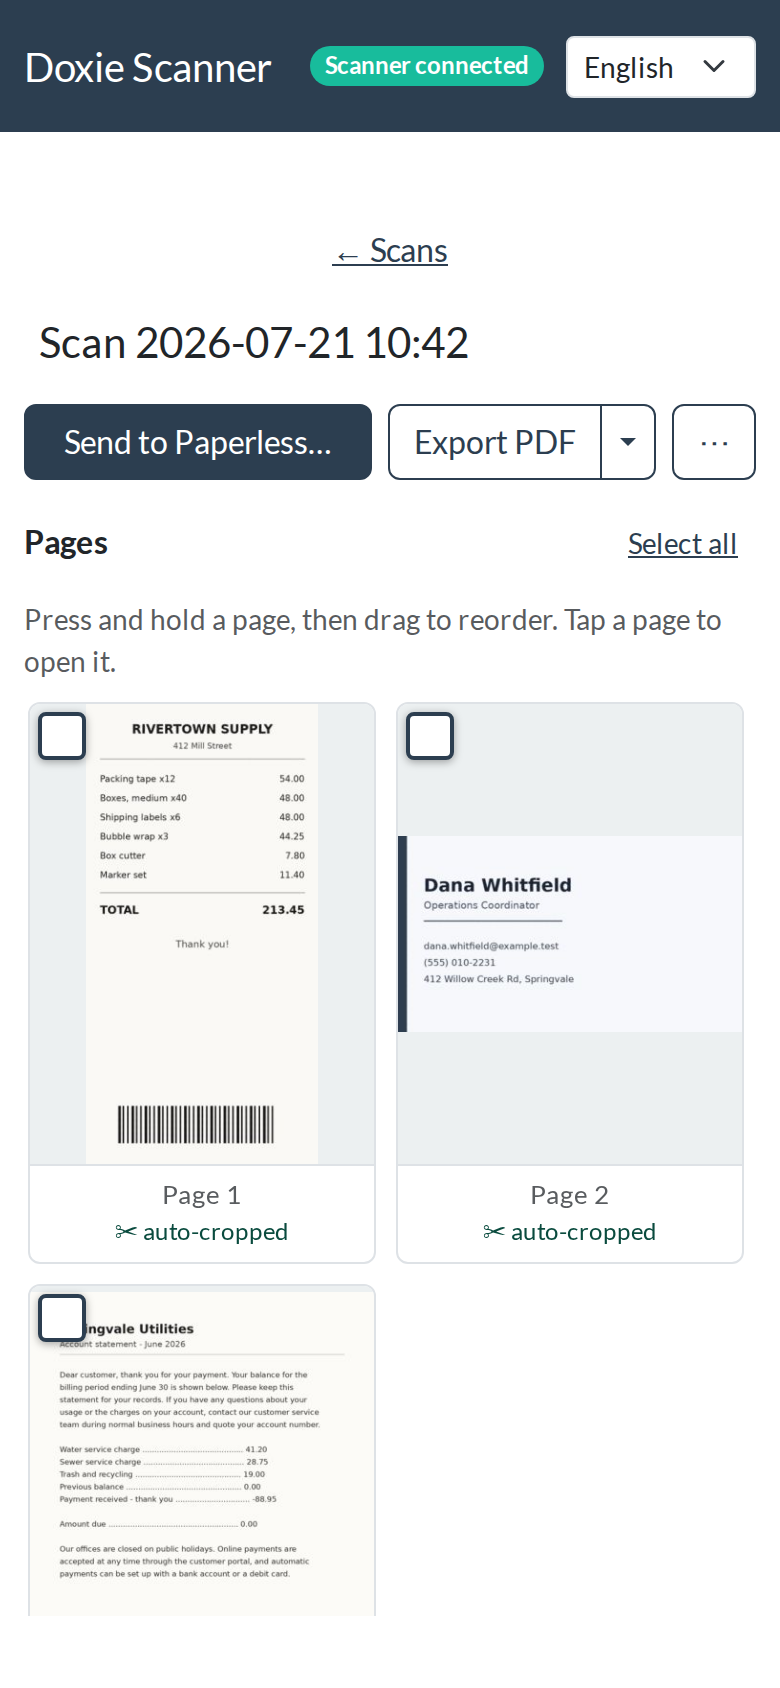 Doxie Scanner
Scanner connected
English
← Scans
Scan 2026-07-21 10:42
Send to Paperless...
Export PDF
...
Pages
Select all
Press and hold a page, then drag to reorder. Tap a page to
open it.
RIVERTOWN SUPPLY
412 Mill Street
Packing tape x12 54.00
Boxes, medium x40 48.00
Shipping labels x6 48.00
Bubble wrap x3 44.25
Box cutter 7.80
Marker set 11.40
TOTAL 213.45
Thank you!
Page 1
✂ auto-cropped
Dana Whitfield
Operations Coordinator
dana.whitfield@example.test
(555) 010-2231
412 Willow Creek Rd, Springvale
Page 2
✂ auto-cropped
ingvale Utilities
Account statement - June 2026
Dear customer, thank you for your payment. Your balance for the
billing period ending June 30 is shown below. Please keep this
statement for your records. If you have any questions about your
usage or the charges on your account, contact our customer service
team during normal business hours and quote your account number.
Water service charge ........................................ 41.20
Sewer service charge ........................................ 28.75
Trash and recycling ......................................... 19.00
Previous balance ............................................. 0.00
Payment received - thank you ............................. -88.95
Amount due .................................................... 0.00
Our offices are closed on public holidays. Online payments are
accepted at any time through the customer portal, and automatic
payments can be set up with a bank account or a debit card.